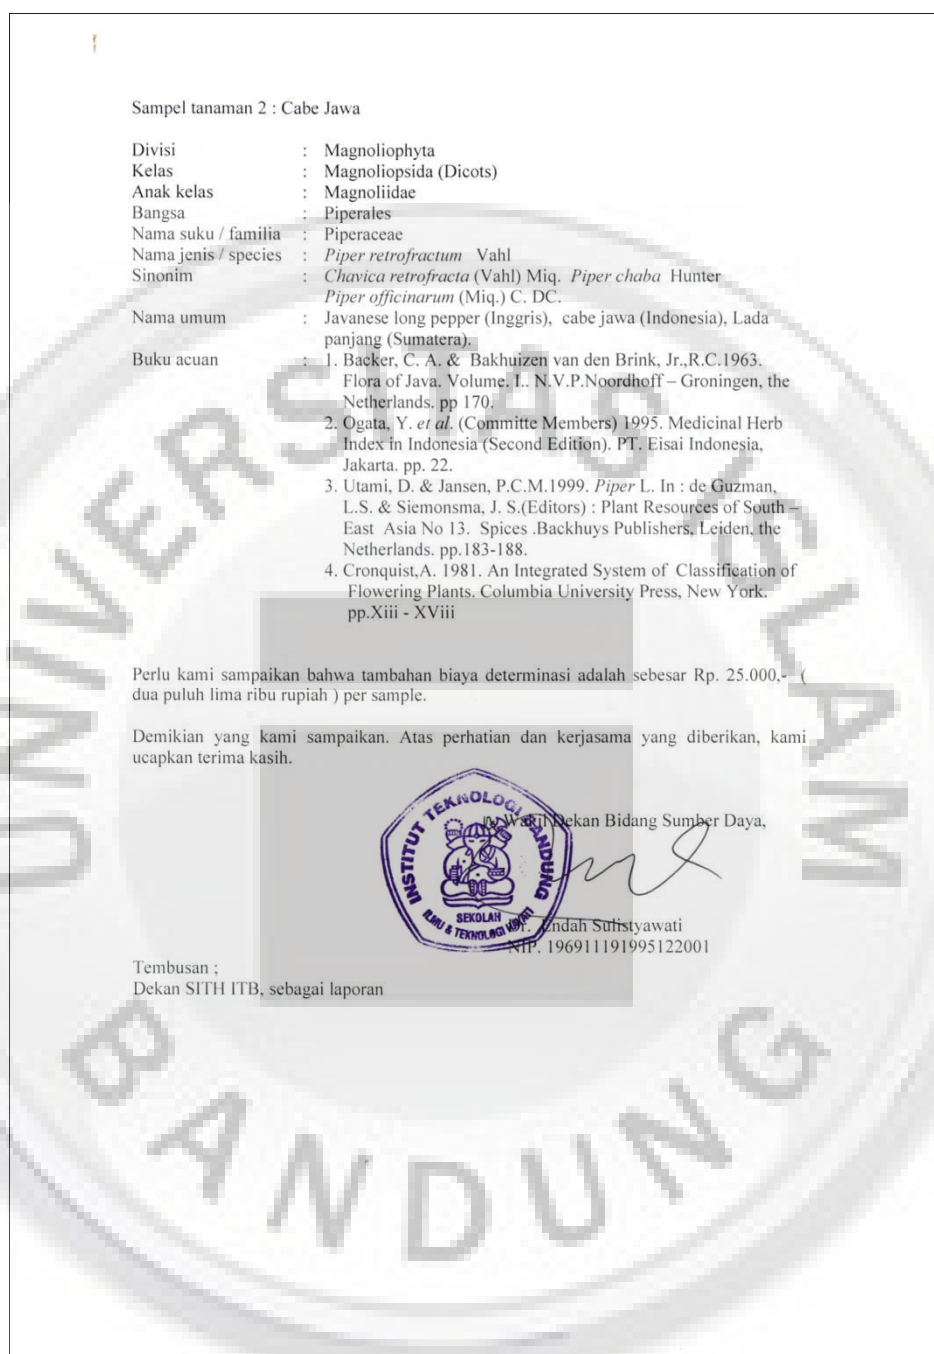 Sampel tanaman 2 : Cabe Jawa
Divisi : Magnoliophyta
Kelas : Magnoliopsida (Dicots)
Anak kelas : Magnoliidae
Bangsa : Piperales
Nama suku / familia : Piperaceae
Nama jenis / species : Piper retrofractum Vahl
Sinonim : Chavica retrofracta (Vahl) Miq. Piper chaba Hunter
Piper officinarum (Miq.) C. DC.
Nama umum : Javanese long pepper (Inggris), cabe jawa (Indonesia), Lada
panjang (Sumatera).
Buku acuan : 1. Backer, C. A. & Bakhuizen van den Brink, Jr.,R.C.1963.
Flora of Java. Volume. I.. N.V.P.Noordhoff – Groningen, the
Netherlands. pp 170.
2. Ogata, Y. et al. (Committe Members) 1995. Medicinal Herb
Index in Indonesia (Second Edition). PT. Eisai Indonesia,
Jakarta. pp. 22.
3. Utami, D. & Jansen, P.C.M.1999. Piper L. In : de Guzman,
L.S. & Siemonsma, J. S.(Editors) : Plant Resources of South –
East Asia No 13. Spices .Backhuys Publishers, Leiden, the
Netherlands. pp.183-188.
4. Cronquist,A. 1981. An Integrated System of Classification of
Flowering Plants. Columbia University Press, New York.
pp.Xiii - XViii
Perlu kami sampaikan bahwa tambahan biaya determinasi adalah sebesar Rp. 25.000,- (
dua puluh lima ribu rupiah ) per sample.
Demikian yang kami sampaikan. Atas perhatian dan kerjasama yang diberikan, kami
ucapkan terima kasih.
Wakil Dekan Bidang Sumber Daya,
INSTITUT TEKNOLOGI BANDUNG
SEKOLAH
ILMU & TEKNOLOGI HAYATI
Dr. Endah Sulistyawati
NIP. 196911191995122001
Tembusan ;
Dekan SITH ITB, sebagai laporan
UNIVERSITAS ISLAM
BANDUNG